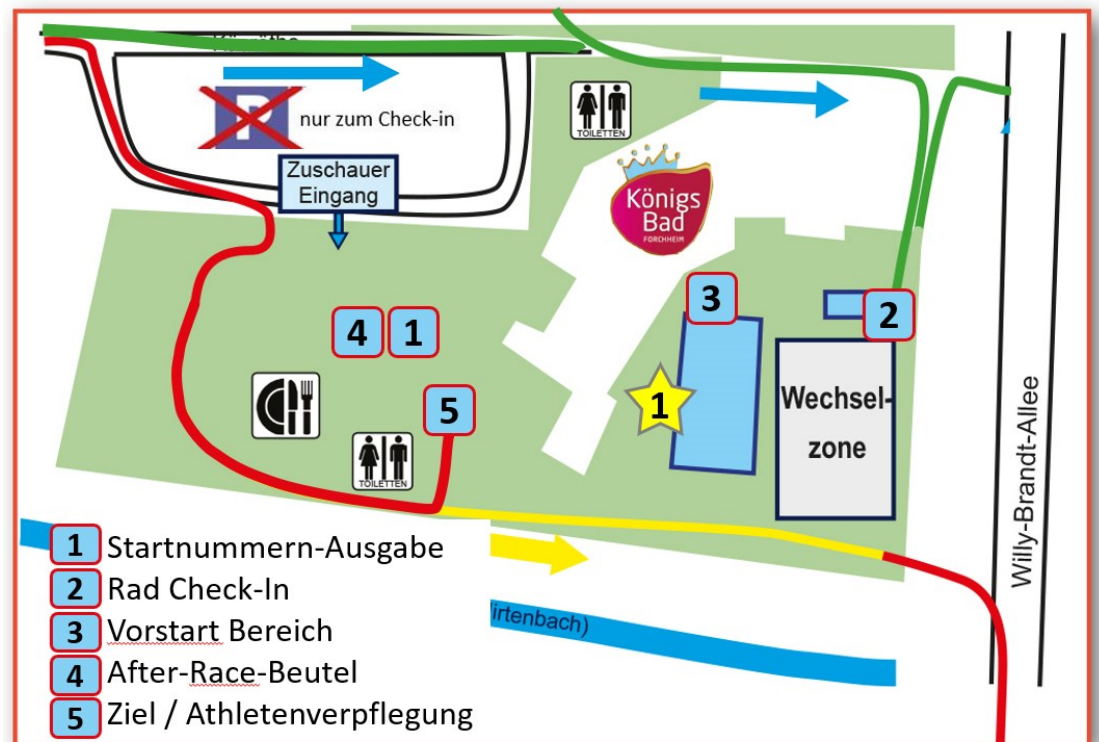 nur zum Check-in
TOILETTEN
Zuschauer
Eingang
Königs
Bad
FORCHHEIM
3
2
4
1
5
1
Wechsel-
zone
TOILETTEN
Willy-Brandt-Allee
1 Startnummern-Ausgabe
2 Rad Check-In
3 Vorstart Bereich
4 After-Race-Beutel
5 Ziel / Athletenverpflegung
irtenbach)